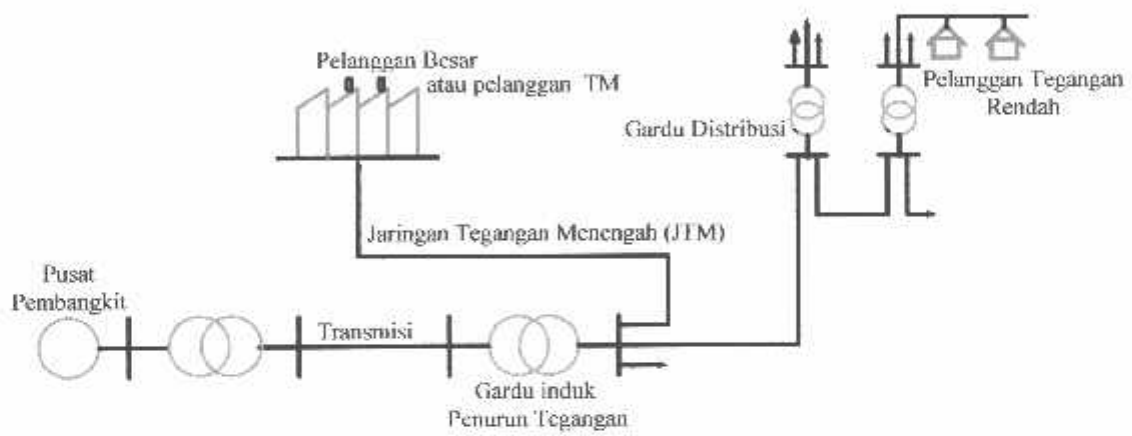 Pelanggan Besar
atau pelanggan TM
Pelanggan Tegangan
Rendah
Gardu Distribusi
Jaringan Tegangan Menengah (JTM)
Pusat
Pembangkit
Transmisi
Gardu induk
Penurun Tegangan